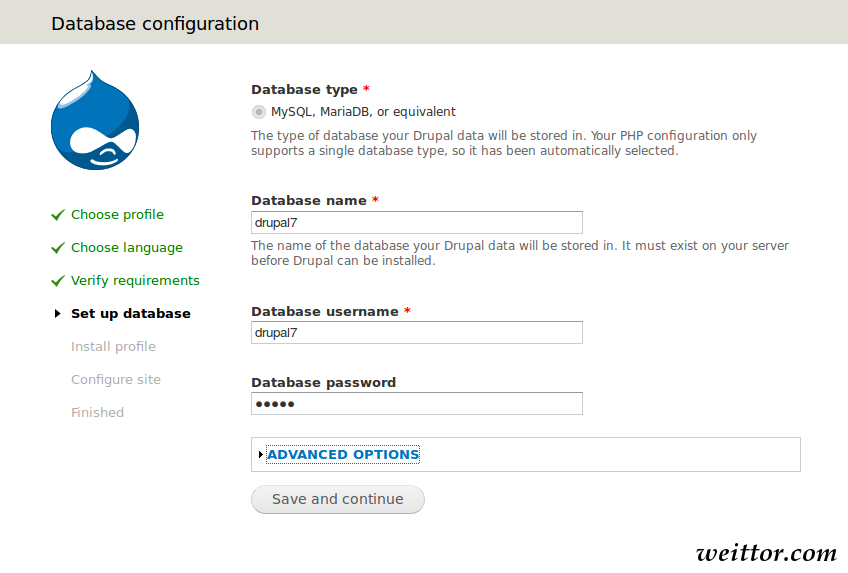 Database configuration
Choose profile
Choose language
Verify requirements
Set up database
Install profile
Configure site
Finished
Database type *
MySQL, MariaDB, or equivalent
The type of database your Drupal data will be stored in. Your PHP configuration only
supports a single database type, so it has been automatically selected.
Database name *
drupal7
The name of the database your Drupal data will be stored in. It must exist on your server
before Drupal can be installed.
Database username *
drupal7
Database password
●●●●●
ADVANCED OPTIONS
Save and continue
weittor.com